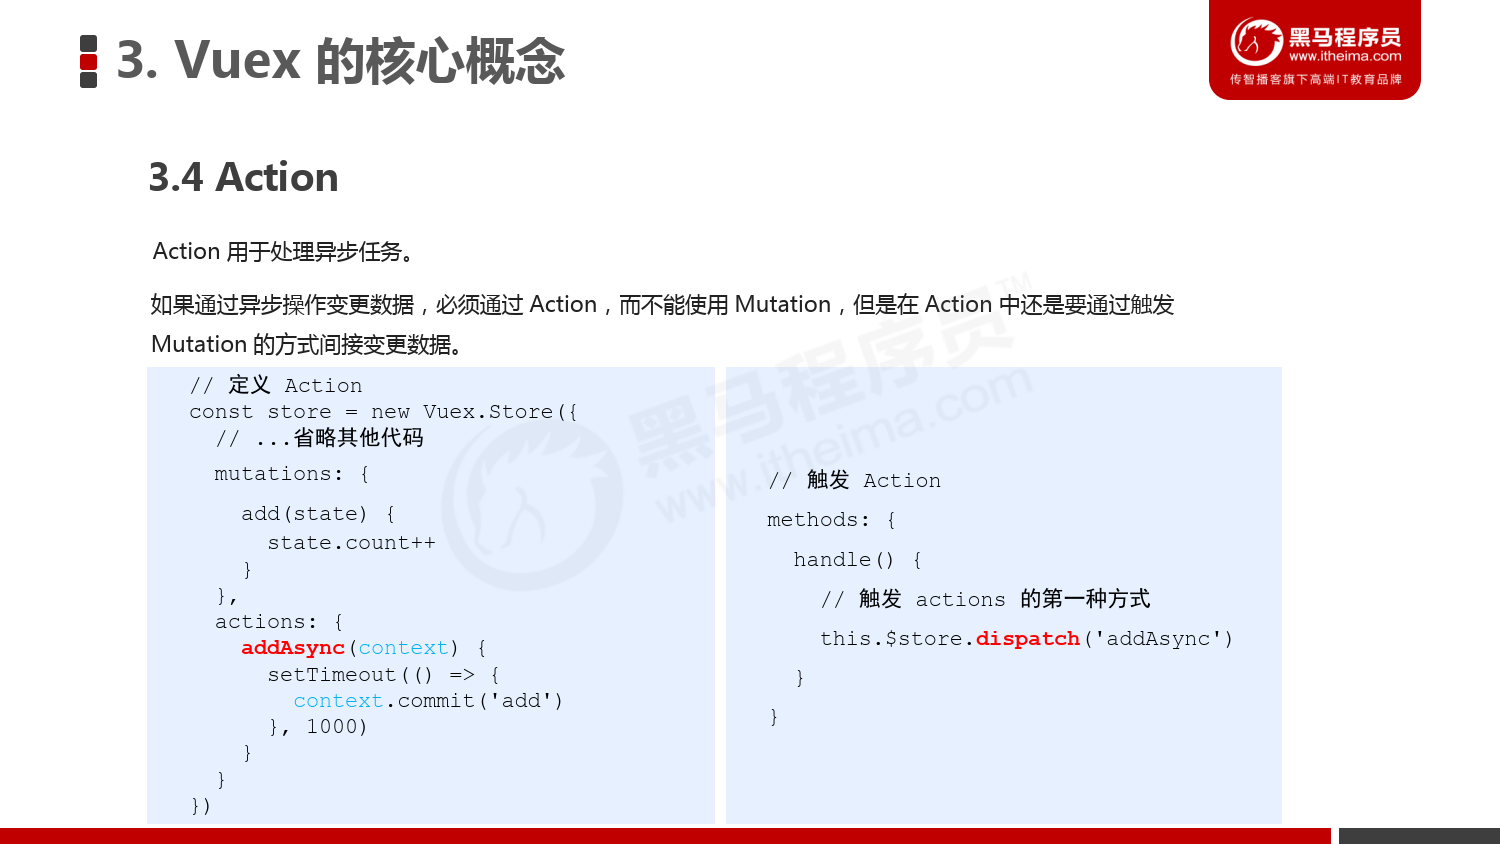 3. Vuex 的核心概念
黑马程序员
www.itheima.com
传智播客旗下高端IT教育品牌
3.4 Action
Action 用于处理异步任务。
如果通过异步操作变更数据，必须通过 Action，而不能使用 Mutation，但是在 Action 中还是要通过触发
Mutation 的方式间接变更数据。
// 定义 Action
const store = new Vuex.Store({
  // ...省略其他代码
  mutations: {
    add(state) {
      state.count++
    }
  },
  actions: {
    addAsync(context) {
      setTimeout(() => {
        context.commit('add')
      }, 1000)
    }
  }
})
// 触发 Action
methods: {
  handle() {
    // 触发 actions 的第一种方式
    this.$store.dispatch('addAsync')
  }
}
黑马程序员™
www.itheima.com